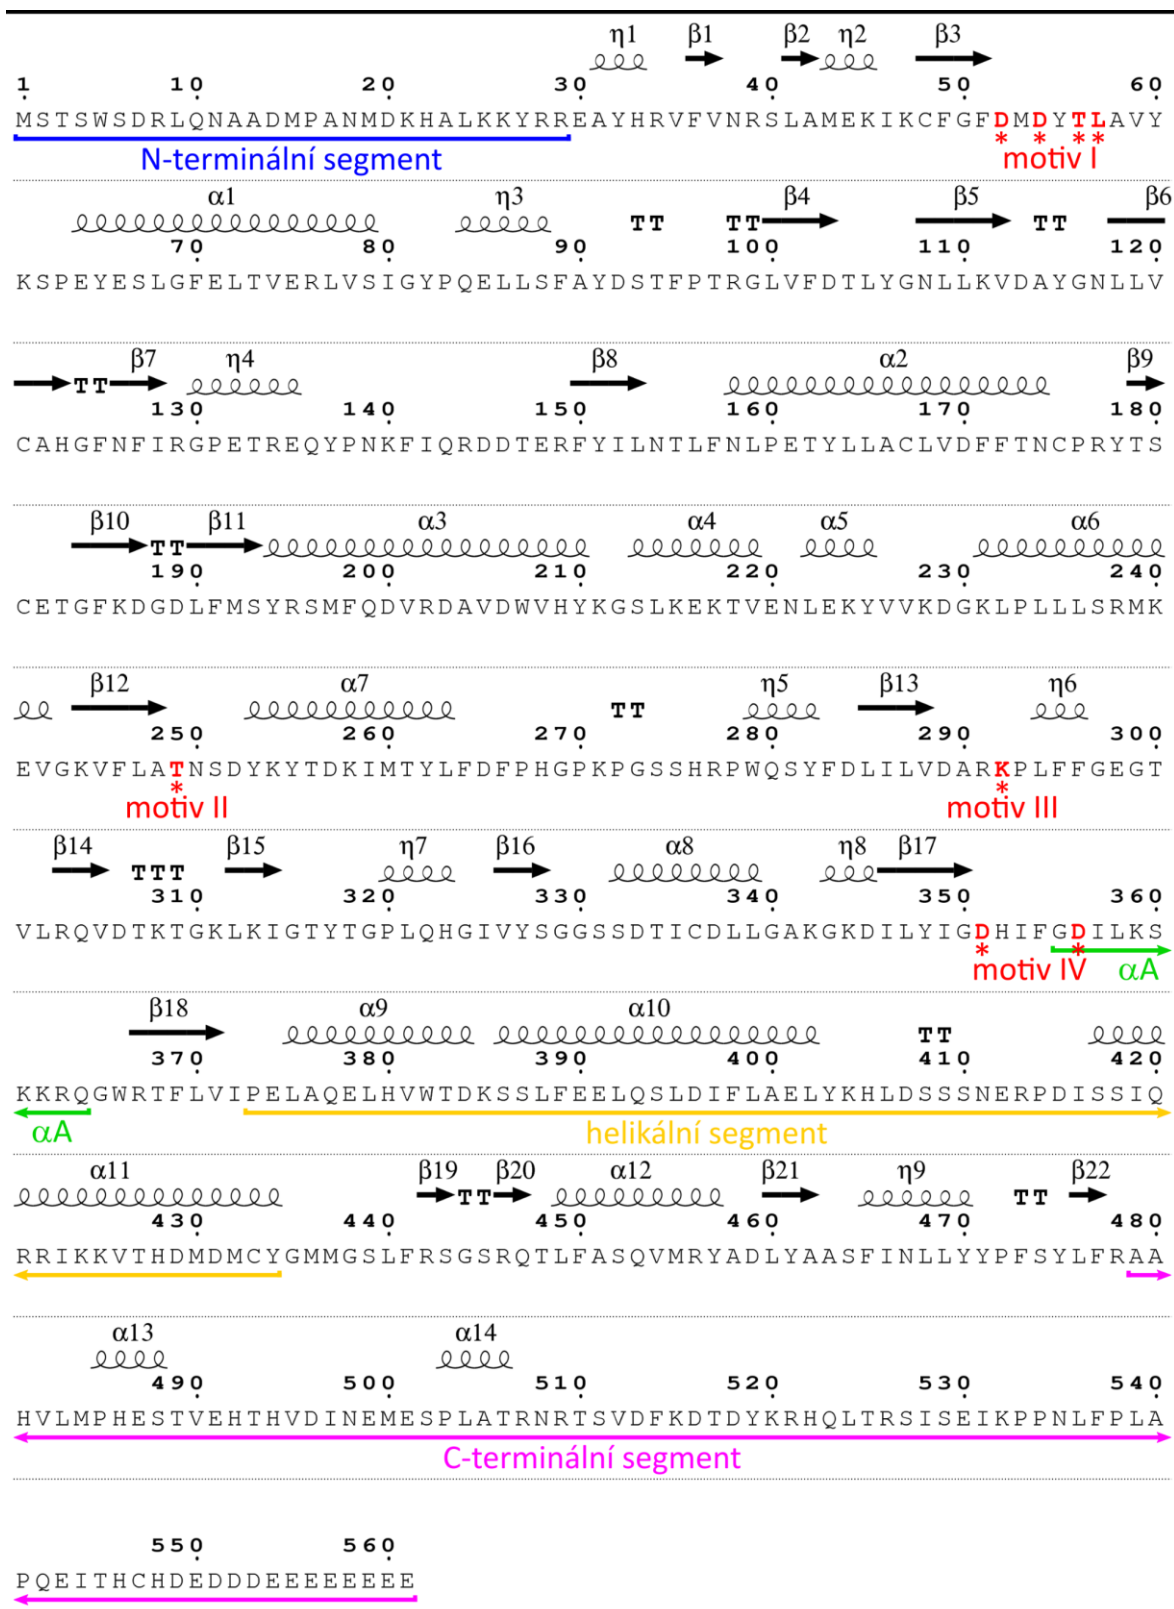 η1 β1 β2 η2 β3
1 10 20 30 40 50 60
MSTSWSDRLQNAADMPANMDKHALKKYRREAYHRVFVNRSLAMEKIKCFGFDMDYTLAVY
* * * *
N-terminální segment motiv I
α1 η3 TT TT β4 β5 TT β6
70 80 90 100 110 120
KSPEYESLGFELTVERLVSIGYPQELLSFAYDSTFPTRGLVFDTLYGNLLKVDAYGNLLV
TT β7 η4 β8 α2 β9
130 140 150 160 170 180
CAHGFNFIRGPETREQYPNKFIQRDDTERFYILNTLFNLPETYLLACLVDFFTNCPRYTS
β10 TT β11 α3 α4 α5 α6
190 200 210 220 230 240
CETGFKDGDLFMSYRSMFQDVRDAVDWVHYKGSLKEKTVENLEKYVVKDGKLPLLLSRMK
β12 α7 TT η5 β13 η6
250 260 270 280 290 300
EVGKVFLATNSDYKYTDKIMTYLFDFPHGPKPGSSHRPWQSYFDLILVDARKPLFFGEGT
* *
motiv II motiv III
β14 TTT β15 η7 β16 α8 η8 β17
310 320 330 340 350 360
VLRQVDTKTGKLKIGTYTGPLQHGIVYSGGSSDTICDLLGAKGKDILYIGDHIFGDILKS
* *
motiv IV αA
β18 α9 α10 TT
370 380 390 400 410 420
KKRQGWRTFLVIPELAQELHVWTDKSSLFEELQSLDIFLAELYKHLDSSSNERPDISSIQ
αA helikální segment
α11 β19 TT β20 α12 β21 η9 TT β22
430 440 450 460 470 480
RRIKKVTHDMDMCYGMMGSLFRSGSRQTLFASQVMRYADLYAASFINLLYYPFSYLFRAA
α13 α14
490 500 510 520 530 540
HVLMPHESTVEHTHVDINEMESPLATRNRTSVDFKDTDYKRHQLTRSISEIKPPNLFPLA
C-terminální segment
550 560
PQEITHCHDEDDDEEEEEEEE